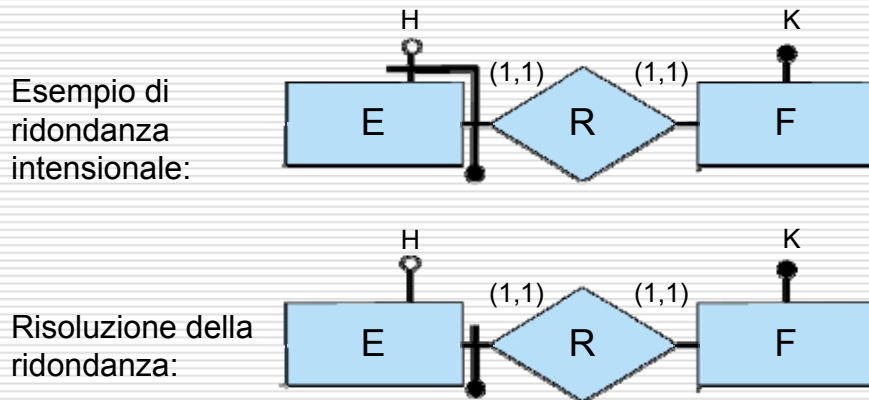 H
K
(1,1)
(1,1)
Esempio di
ridondanza
intensionale:
E
R
F
H
K
(1,1)
(1,1)
Risoluzione della
ridondanza:
E
R
F